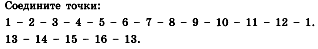 Соедините точки:
1 – 2 – 3 – 4 – 5 – 6 – 7 – 8 – 9 – 10 – 11 – 12 – 1.
13 – 14 – 15 – 16 – 13.